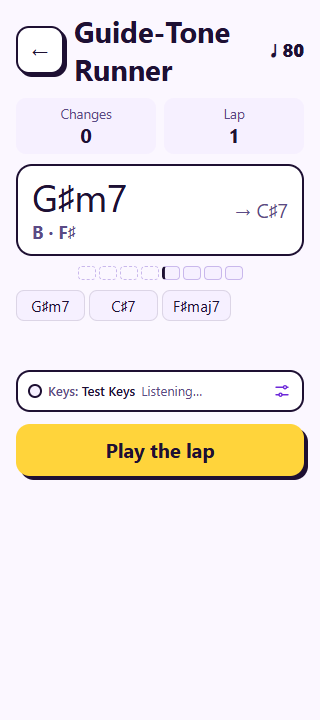 ←
Guide-Tone
Runner
♩ 80
Changes
0
Lap
1
G♯m7
B · F♯
→ C♯7
G♯m7
C♯7
F♯maj7
Keys: Test Keys Listening...
Play the lap